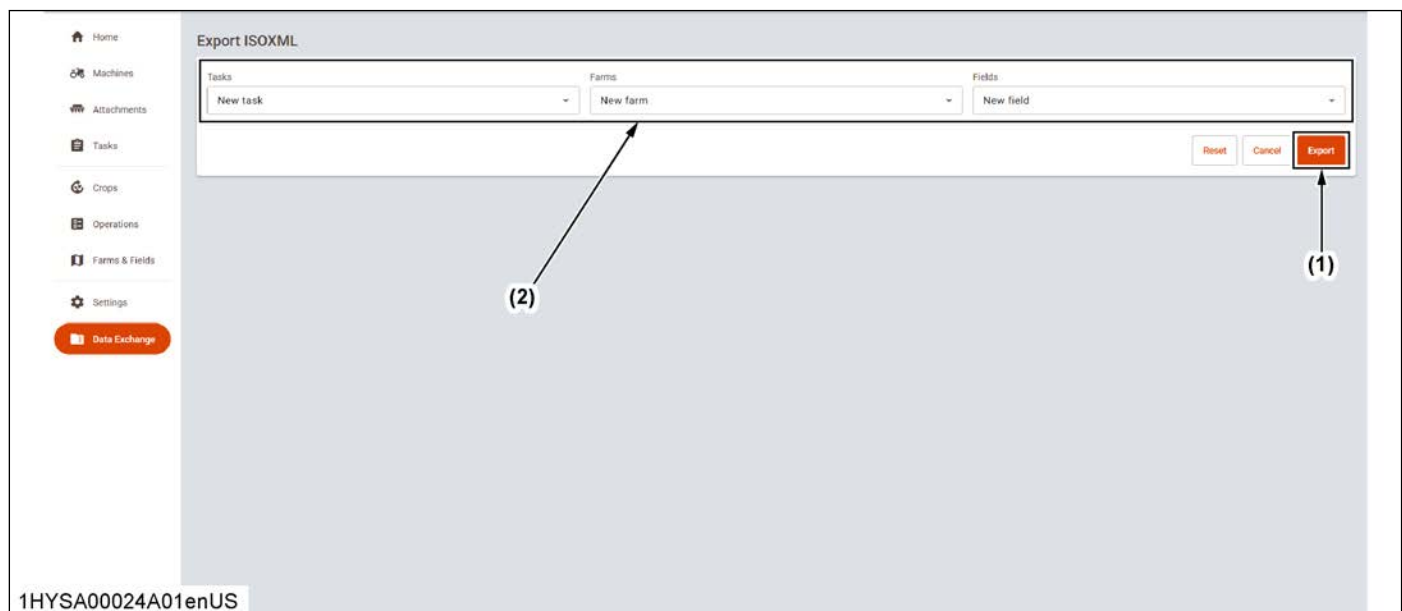 Home
Machines
Attachments
Tasks
Crops
Operations
Farms & Fields
Settings
Data Exchange
Export ISOXML
Tasks Farms Fields
New task New farm New field
Reset Cancel Export
(1)
(2)
1HYSA00024A01enUS